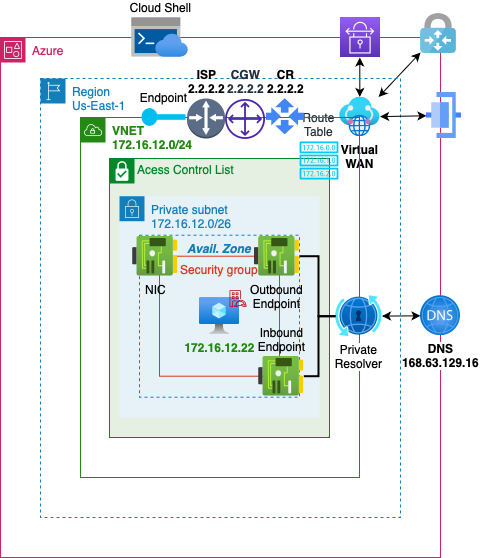 Cloud Shell
Azure
ISP
CGW
CR
2.2.2.2
2.2.2.2
2.2.2.2
Region
Us-East-1
Endpoint
Route
Table
VNET
172.16.12.0/24
172.16.0.0
172.16.1.0
172.16.2.0
Virtual
WAN
Acess Control List
Private subnet
172.16.12.0/26
Avail. Zone
Security group
NIC
Outbound
Endpoint
Inbound
Endpoint
172.16.12.22
Private
Resolver
DNS
DNS
168.63.129.16